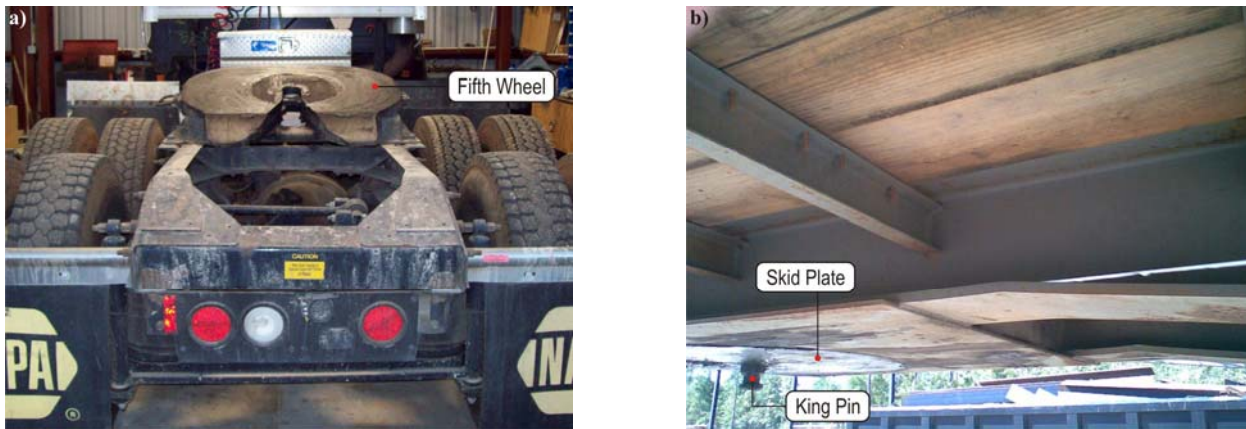 a)
Fifth Wheel
CAUTION
PA
®
NA
b)
Skid Plate
King Pin